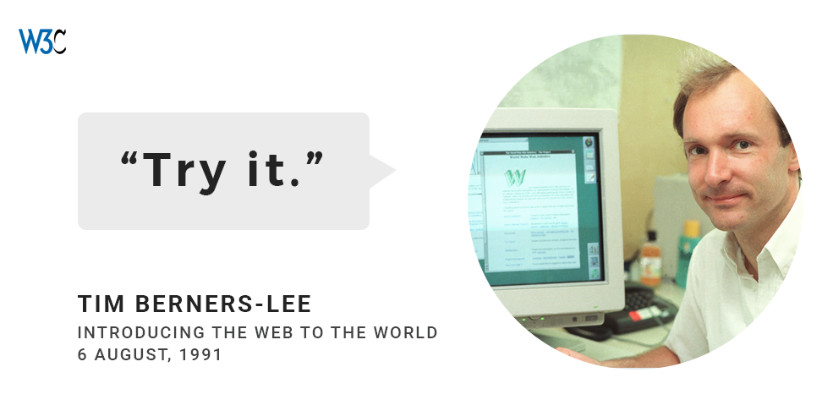 W3C
“Try it.”
TIM BERNERS-LEE
INTRODUCING THE WEB TO THE WORLD
6 AUGUST, 1991
W